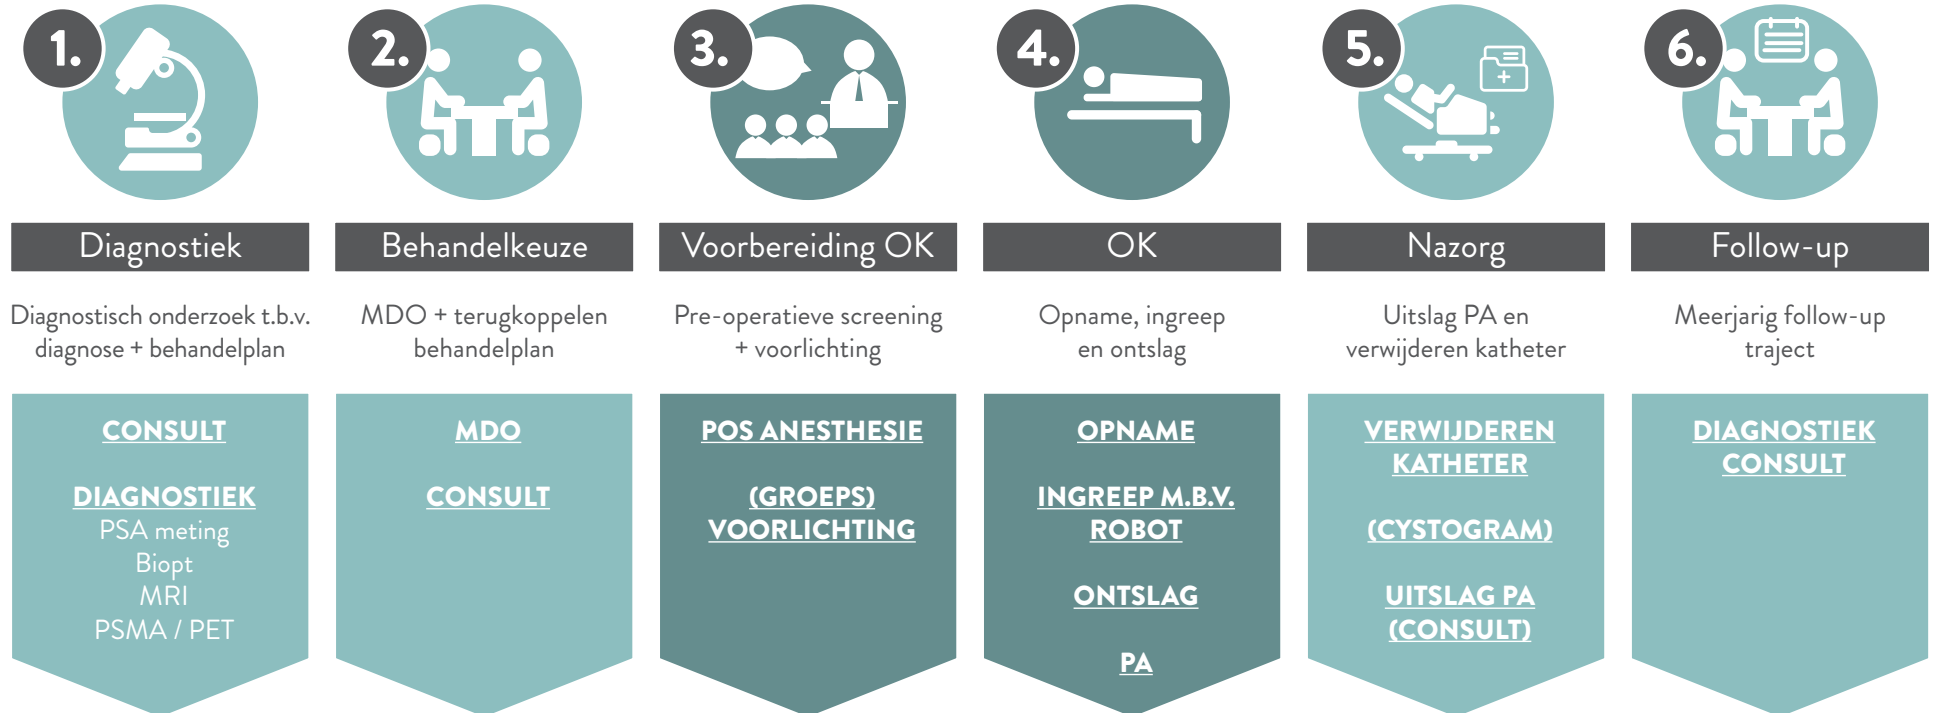 1.
Diagnostiek
Diagnostisch onderzoek t.b.v.
diagnose + behandelplan
CONSULT
DIAGNOSTIEK
PSA meting
Biopt
MRI
PSMA / PET
2.
Behandelkeuze
MDO + terugkoppelen
behandelplan
MDO
CONSULT
3.
Voorbereiding OK
Pre-operatieve screening
+ voorlichting
POS ANESTHESIE
(GROEPS)
VOORLICHTING
4.
OK
Opname, ingreep
en ontslag
OPNAME
INGREEP M.B.V.
ROBOT
ONTSLAG
PA
5.
Nazorg
Uitslag PA en
verwijderen katheter
VERWIJDEREN
KATHETER
(CYSTOGRAM)
UITSLAG PA
(CONSULT)
6.
Follow-up
Meerjarig follow-up
traject
DIAGNOSTIEK
CONSULT